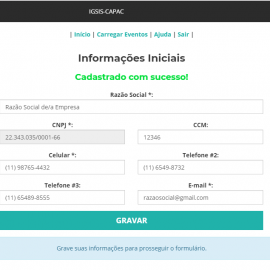 IGSIS-CAPAC
| Início | Carregar Eventos | Ajuda | Sair |
Informações Iniciais
Cadastrado com sucesso!
Razão Social *:
Razão Social de/a Empresa
CNPJ *: CCM:
22.343.035/0001-66 12346
Celular *: Telefone #2:
(11) 98765-4432 (11) 6549-8732
Telefone #3: E-mail *:
(11) 65489-8555 razaosocial@gmail.com
GRAVAR
Grave suas informações para prosseguir o formulário.